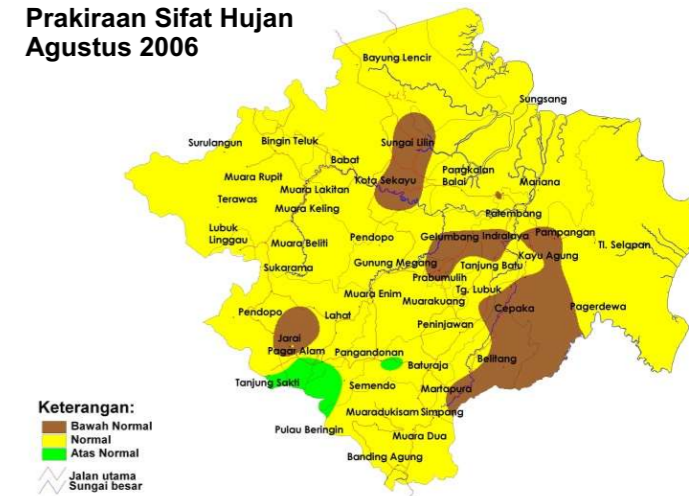 Prakiraan Sifat Hujan
Agustus 2006
Bayung Lencir
Sungsang
Surulangun
Bingin Teluk
Sungai Lilin
Babat
Muara Rupit
Kota Sekayu
Pangkalan
Balai
Mariana
Terawas
Muara Lakitan
Muara Keling
Palembang
Lubuk
Linggau
Muara Beliti
Pendopo
Gelumbang Indralaya
Pampangan
Tl. Selapan
Sukarama
Gunung Megang
Tanjung Batu
Kayu Agung
Prabumulih
Muara Enim
Tg. Lubuk
Muarakuang
Cepaka
Pagerdewa
Pendopo
Lahat
Peninjawan
Jarai
Pagar Alam
Pangandonan
Baturaja
Belitang
Tanjung Sakti
Semendo
Martapura
Muaradukisam
Simpang
Pulau Beringin
Muara Dua
Banding Agung
Keterangan:
Bawah Normal
Normal
Atas Normal
Jalan utama
Sungai besar